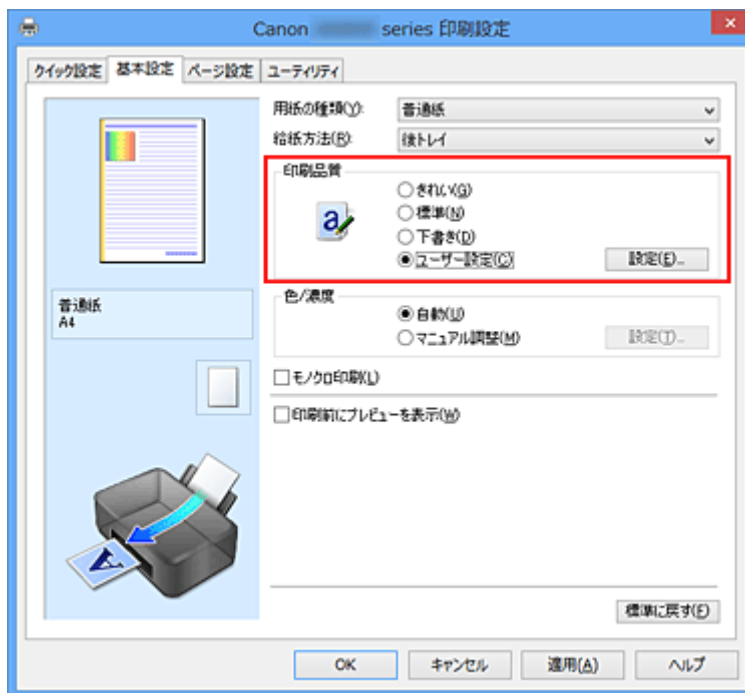 Canon series 印刷設定
クイック設定 基本設定 ページ設定 ユーティリティ
用紙の種類(Y): 普通紙
給紙方法(R): 後トレイ
印刷品質
a
きれい(G)
標準(N)
下書き(D)
ユーザー設定(C) 設定(E)...
普通紙
A4
色/濃度
自動(U)
マニュアル調整(M) 設定(T)...
モノクロ印刷(L)
印刷前にプレビューを表示(W)
A
標準に戻す(F)
OK キャンセル 適用(A) ヘルプ